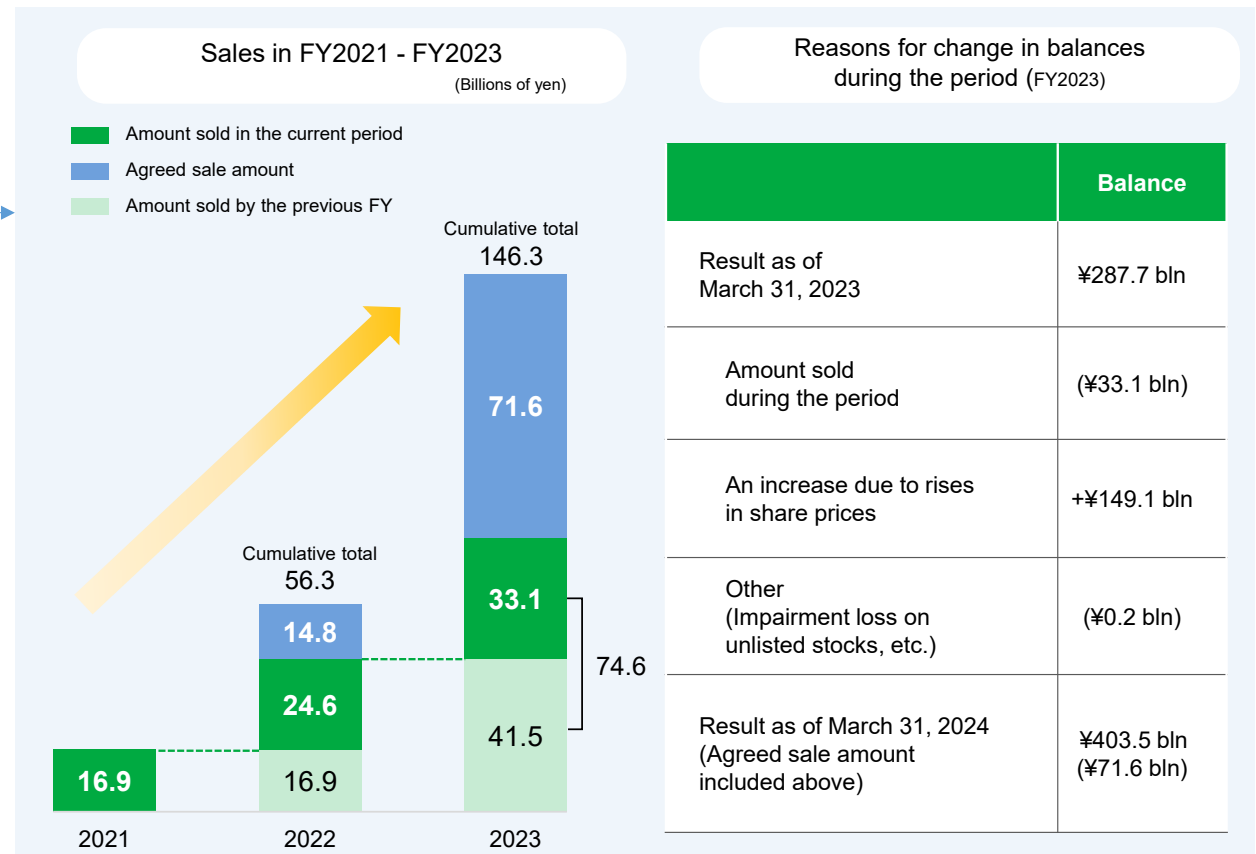 Sales in FY2021 - FY2023
(Billions of yen)
Amount sold in the current period
Agreed sale amount
Amount sold by the previous FY
Cumulative total
146.3
71.6
33.1
41.5
74.6
Cumulative total
56.3
14.8
24.6
16.9
16.9
2021
2022
2023
Reasons for change in balances
during the period (FY2023)
Balance
Result as of
March 31, 2023
¥287.7 bln
Amount sold
during the period
(¥33.1 bln)
An increase due to rises
in share prices
+¥149.1 bln
Other
(Impairment loss on
unlisted stocks, etc.)
(¥0.2 bln)
Result as of March 31, 2024
(Agreed sale amount
included above)
¥403.5 bln
(¥71.6 bln)